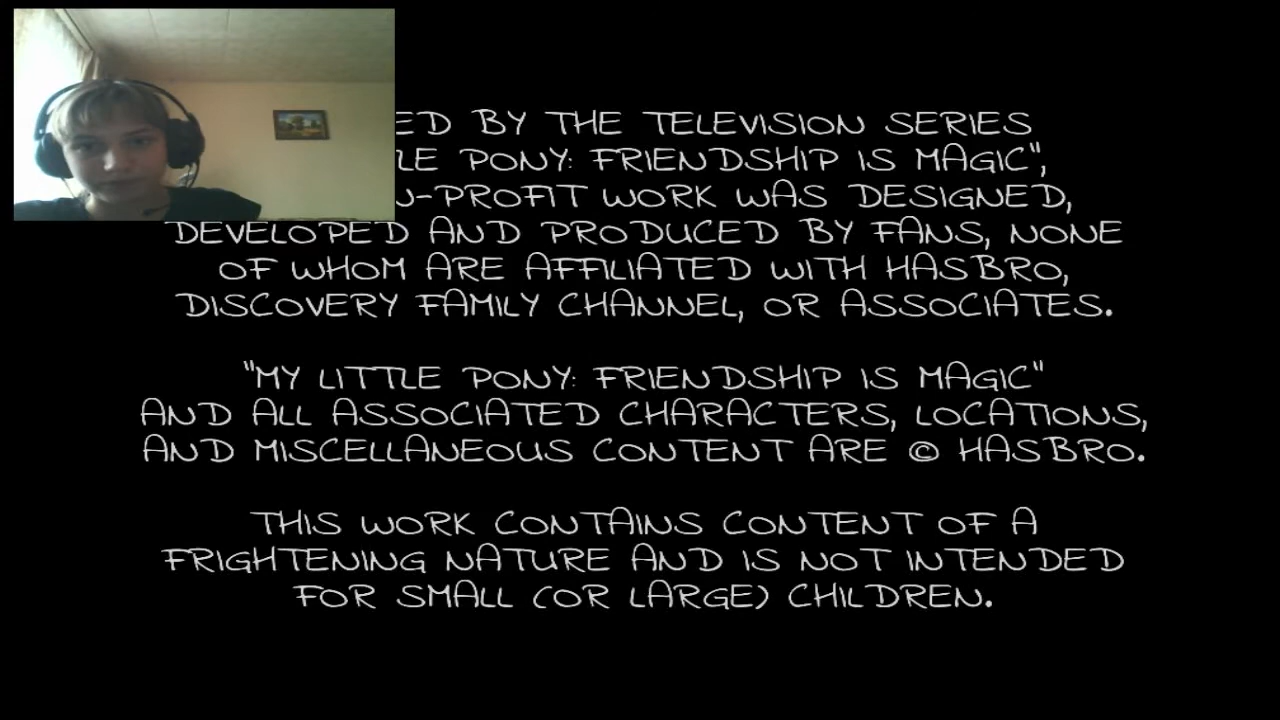 ED BY THE TELEVISION SERIES
LE PONY: FRIENDSHIP IS MAGIC",
N-PROFIT WORK WAS DESIGNED,
DEVELOPED AND PRODUCED BY FANS, NONE
OF WHOM ARE AFFILIATED WITH HASBRO,
DISCOVERY FAMILY CHANNEL, OR ASSOCIATES.
"MY LITTLE PONY: FRIENDSHIP IS MAGIC"
AND ALL ASSOCIATED CHARACTERS, LOCATIONS,
AND MISCELLANEOUS CONTENT ARE © HASBRO.
THIS WORK CONTAINS CONTENT OF A
FRIGHTENING NATURE AND IS NOT INTENDED
FOR SMALL (OR LARGE) CHILDREN.